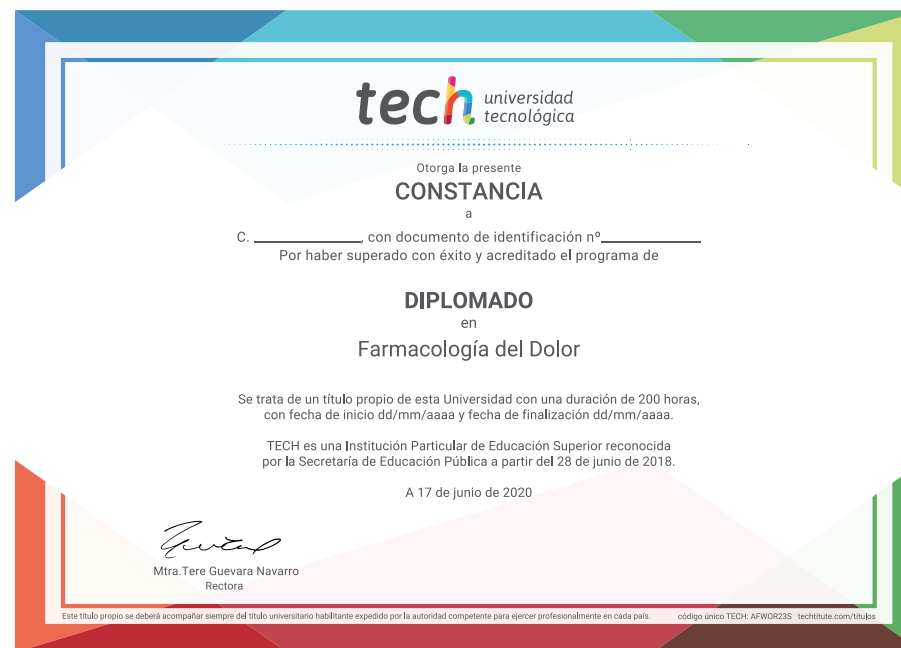 tech universidad
tecnológica
Otorga la presente
CONSTANCIA
a
C. ____________, con documento de identificación nº____________
Por haber superado con éxito y acreditado el programa de
DIPLOMADO
en
Farmacología del Dolor
Se trata de un título propio de esta Universidad con una duración de 200 horas,
con fecha de inicio dd/mm/aaaa y fecha de finalización dd/mm/aaaa.
TECH es una Institución Particular de Educación Superior reconocida
por la Secretaría de Educación Pública a partir del 28 de junio de 2018.
A 17 de junio de 2020
Mtra.Tere Guevara Navarro
Rectora
Este título propio se deberá acompañar siempre del título universitario habilitante expedido por la autoridad competente para ejercer profesionalmente en cada país. código único TECH: AFWOR23S techtitute.com/titulos